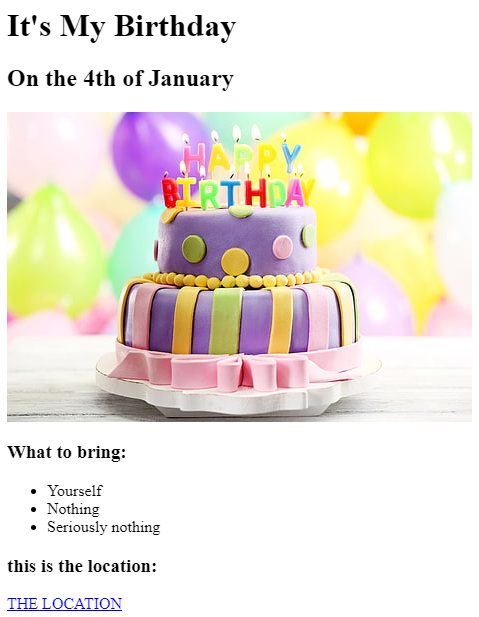 It's My Birthday
On the 4th of January
HAPPY
BIRTHDAY
What to bring:
Yourself
Nothing
Seriously nothing
this is the location:
THE LOCATION